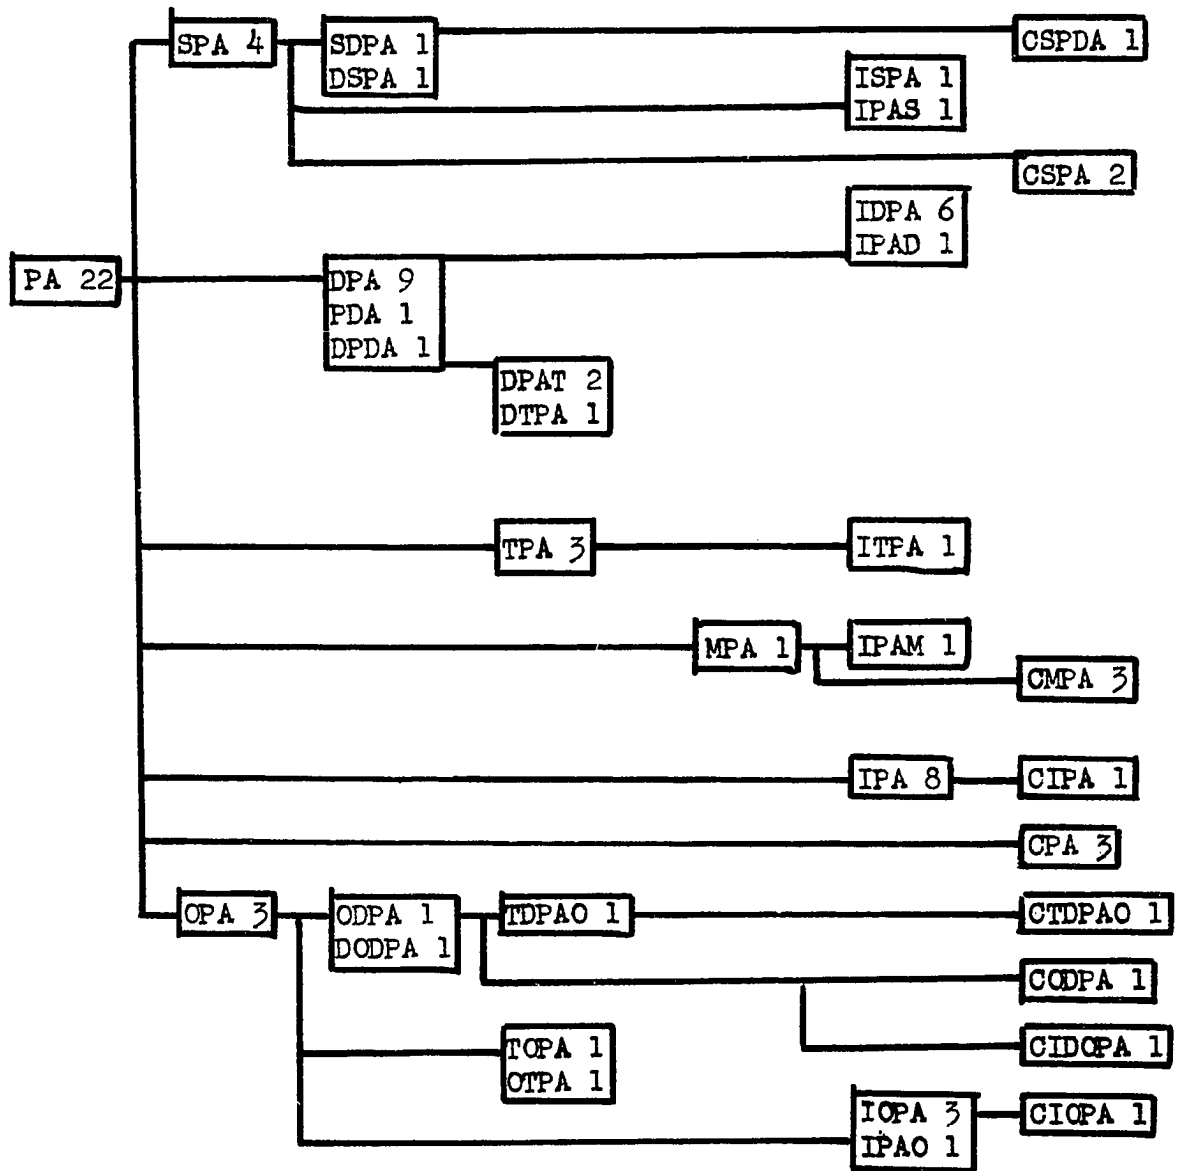 SPA 4
SDPA 1
DSPA 1
CSPDA 1
ISPA 1
IPAS 1
CSPA 2
IDPA 6
IPAD 1
PA 22
DPA 9
PDA 1
DPDA 1
DPAT 2
DTPA 1
TPA 3
ITPA 1
MPA 1
IPAM 1
CMPA 3
IPA 8
CIPA 1
CPA 3
OPA 3
ODPA 1
DODPA 1
TDPAO 1
CTDPAO 1
CODPA 1
CIDOPA 1
TOPA 1
OTPA 1
IOPA 3
IPAO 1
CIOPA 1